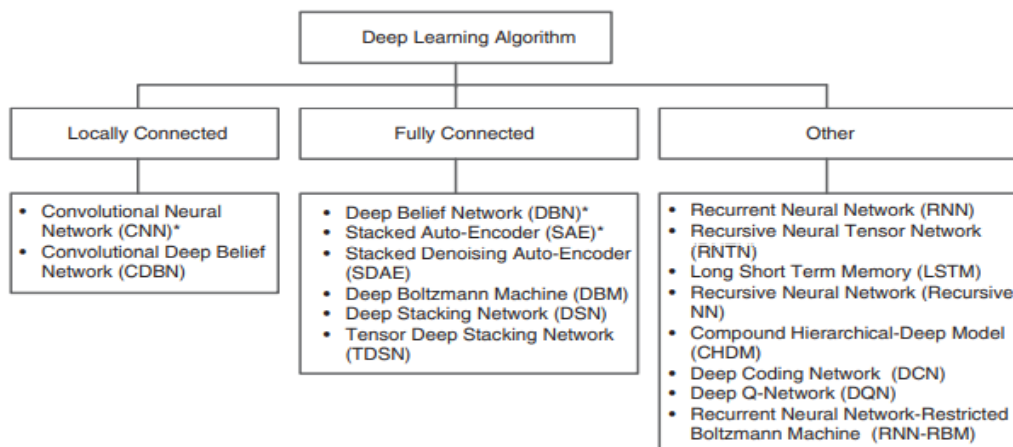 Deep Learning Algorithm
Locally Connected
Fully Connected
Other
• Convolutional Neural
Network (CNN)*
• Convolutional Deep Belief
Network (CDBN)
• Deep Belief Network (DBN)*
• Stacked Auto-Encoder (SAE)*
• Stacked Denoising Auto-Encoder
(SDAE)
• Deep Boltzmann Machine (DBM)
• Deep Stacking Network (DSN)
• Tensor Deep Stacking Network
(TDSN)
• Recurrent Neural Network (RNN)
• Recursive Neural Tensor Network
(RNTN)
• Long Short Term Memory (LSTM)
• Recursive Neural Network (Recursive
NN)
• Compound Hierarchical-Deep Model
(CHDM)
• Deep Coding Network (DCN)
• Deep Q-Network (DQN)
• Recurrent Neural Network-Restricted
Boltzmann Machine (RNN-RBM)